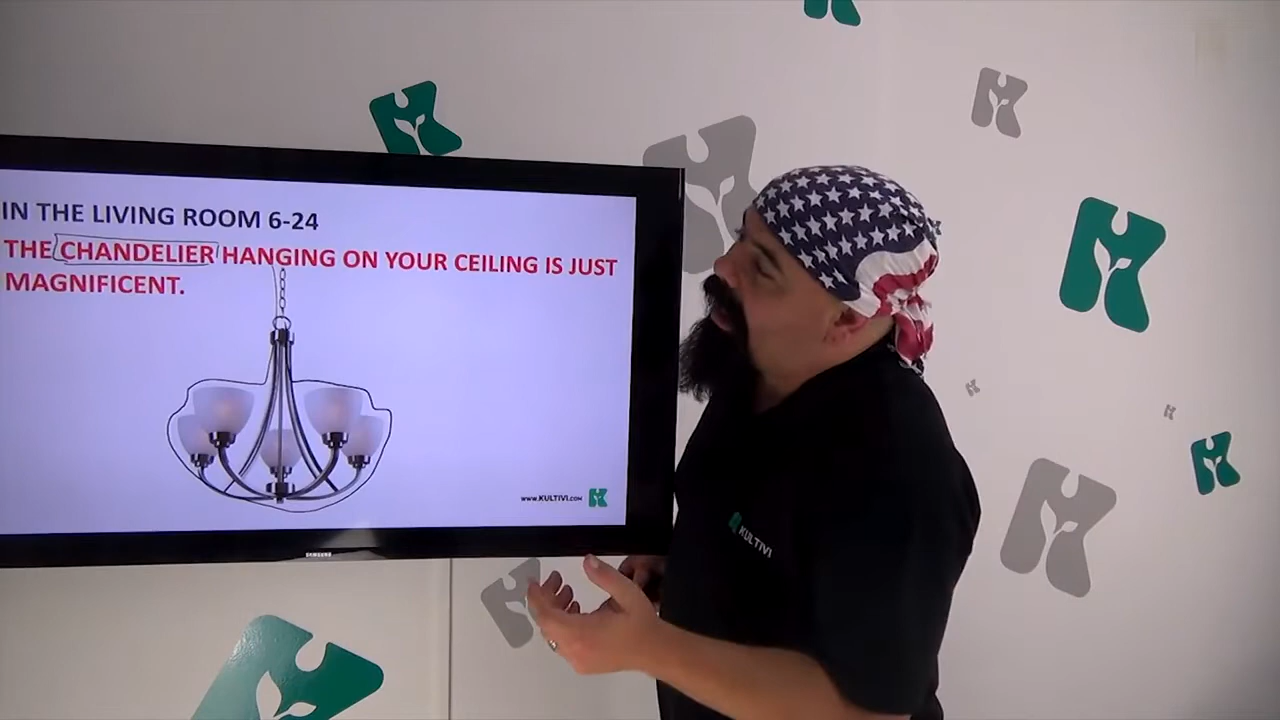 IN THE LIVING ROOM 6-24
THE CHANDELIER HANGING ON YOUR CEILING IS JUST
MAGNIFICENT.
WWW.KULTIVI.COM
SAMSUNG
KULTIVI